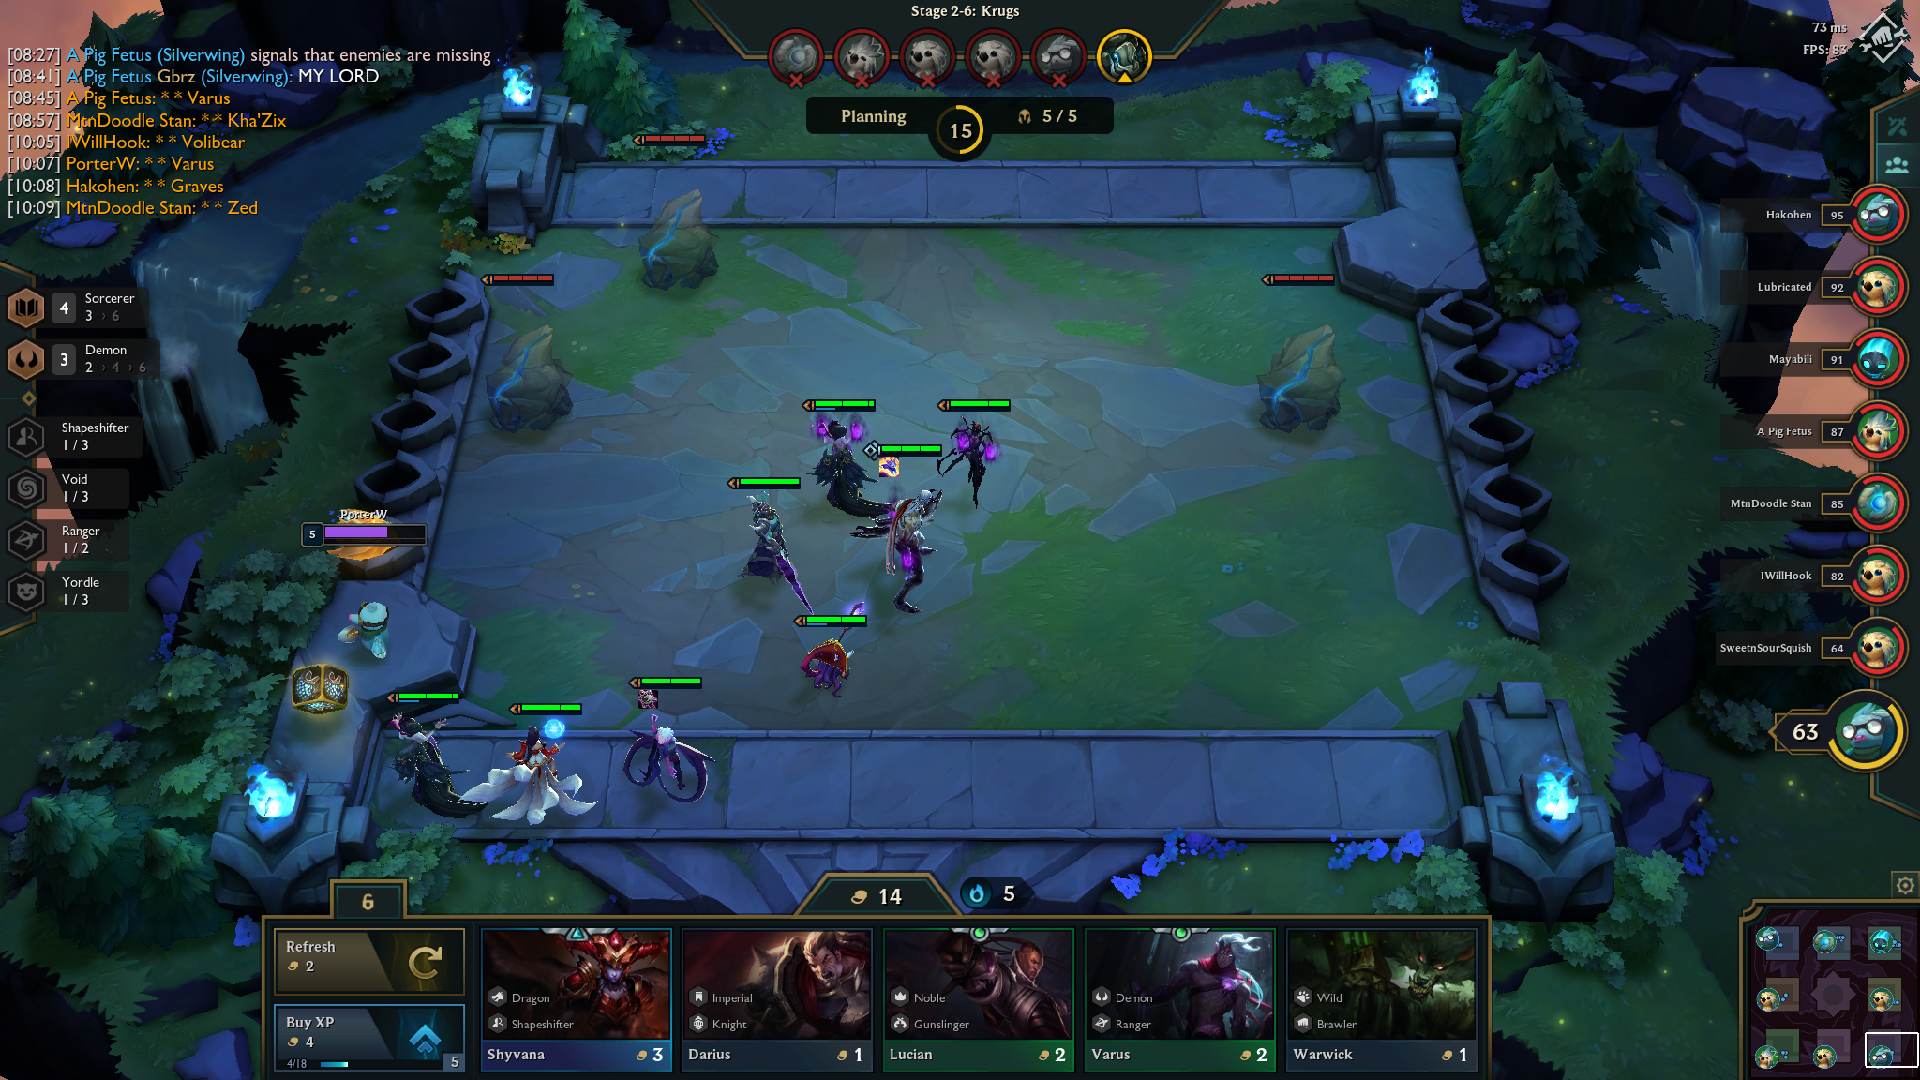 Stage 2-6: Krugs
73 ms
FPS: 83
[08:27] A Pig Fetus (Silverwing) signals that enemies are missing
[08:41] A Pig Fetus Gbrz (Silverwing): MY LORD
[08:45] A Pig Fetus: * * Varus
[08:57] MtnDoodle Stan: * * Kha'Zix
[10:05] IWillHook: * * Volibear
[10:07] PorterW: * * Varus
[10:08] Hakohen: * * Graves
[10:09] MtnDoodle Stan: * * Zed
Planning
15
5 / 5
4 Sorcerer
3 › 6
3 Demon
2 › 4 › 6
Shapeshifter
1 / 3
Void
1 / 3
Ranger
1 / 2
Yordle
1 / 3
PorterW
5
Hakohen 95
Lubricated 92
Mayabili 91
A Pig Fetus 87
MtnDoodle Stan 85
IWillHook 82
SweetnSourSquish 64
63
6
14
5
Refresh
2
Buy XP
4
4/18
5
Dragon
Shapeshifter
Shyvana 3
Imperial
Knight
Darius 1
Noble
Gunslinger
Lucian 2
Demon
Ranger
Varus 2
Wild
Brawler
Warwick 1